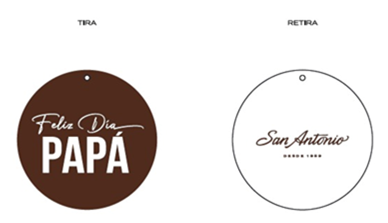 TIRA
RETIRA
Feliz Día
PAPÁ
San Antonio